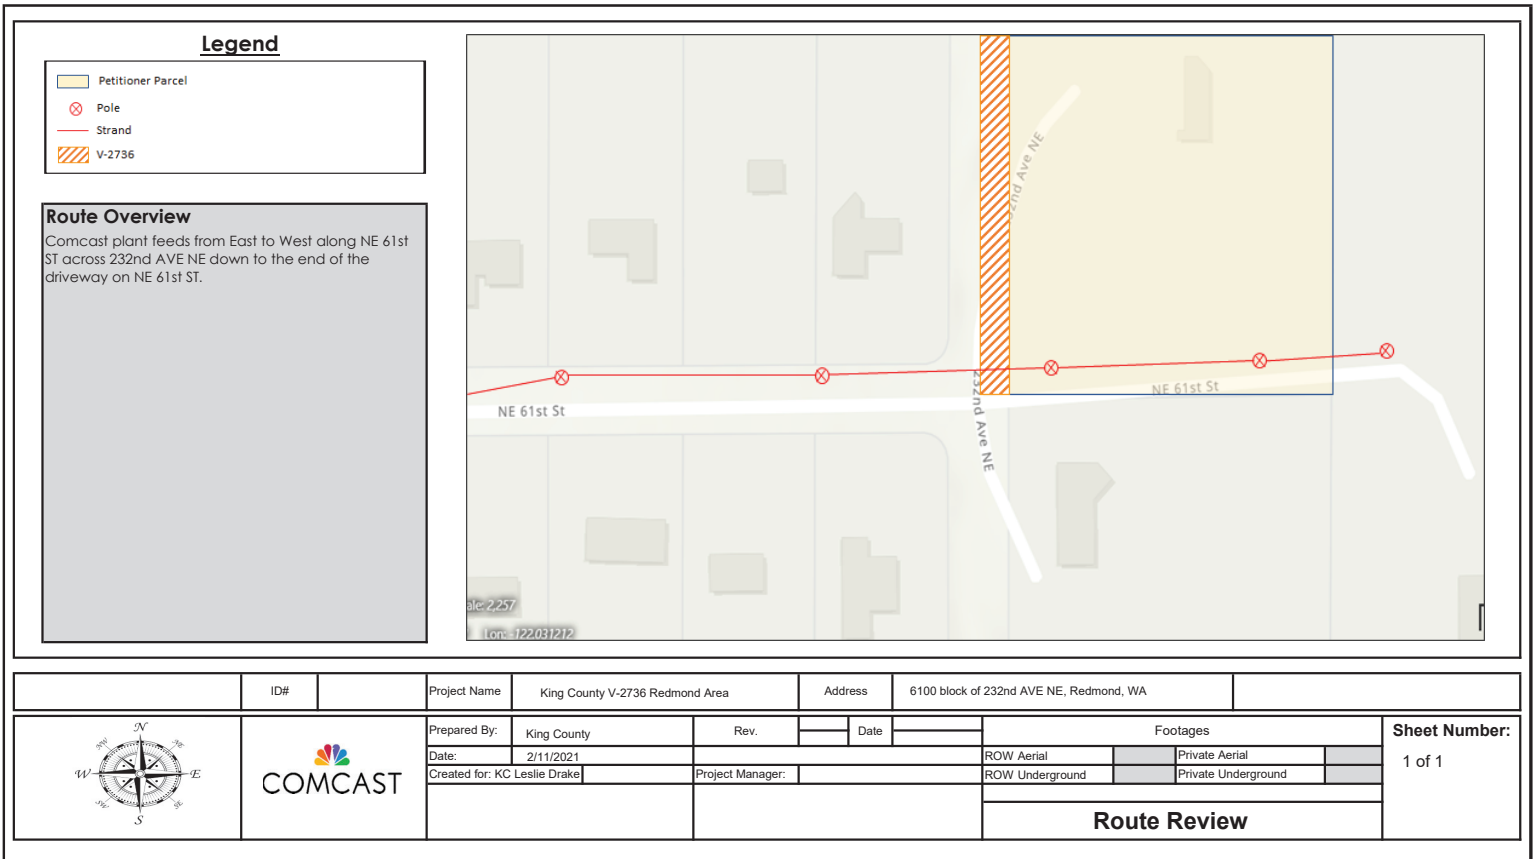 Legend
Petitioner Parcel
Pole
Strand
V-2736
Route Overview
Comcast plant feeds from East to West along NE 61st
ST across 232nd AVE NE down to the end of the
driveway on NE 61st ST.
2nd Ave NE
NE 61st St
NE 61st St
232nd Ave NE
ale: 2,257
Lon: -122.031212
ID#
Project Name
King County V-2736 Redmond Area
Address
6100 block of 232nd AVE NE, Redmond, WA
N
NE
E
SE
S
SW
W
NW
COMCAST
Prepared By:
King County
Rev.
Date
Footages
Sheet Number:
1 of 1
Date:
2/11/2021
ROW Aerial
Private Aerial
Created for: KC Leslie Drake
Project Manager:
ROW Underground
Private Underground
Route Review